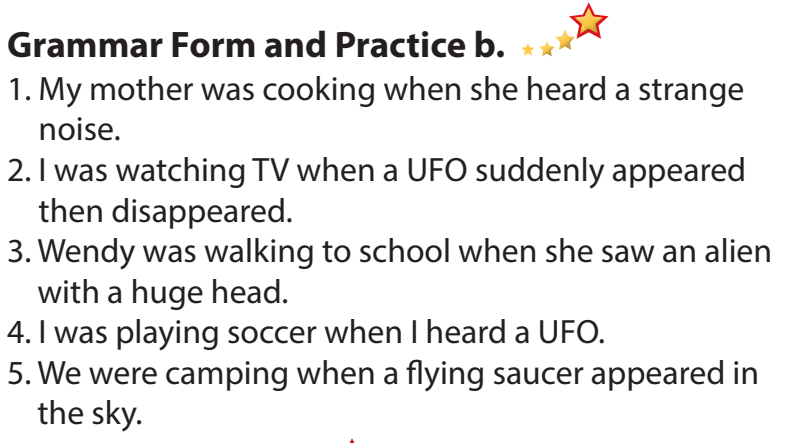 Grammar Form and Practice b.
1. My mother was cooking when she heard a strange
noise.
2. I was watching TV when a UFO suddenly appeared
then disappeared.
3. Wendy was walking to school when she saw an alien
with a huge head.
4. I was playing soccer when I heard a UFO.
5. We were camping when a flying saucer appeared in
the sky.